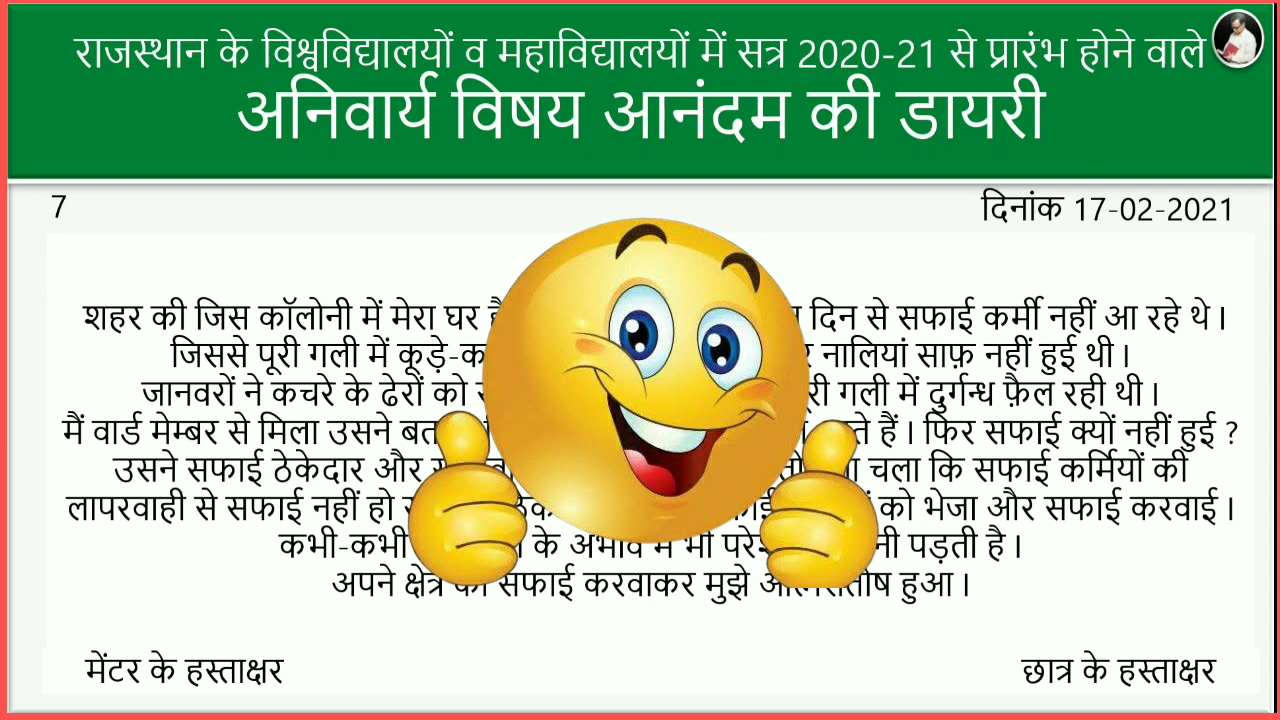 राजस्थान के विश्वविद्यालयों व महाविद्यालयों में सत्र 2020-21 से प्रारंभ होने वाले
अनिवार्य विषय आनंदम की डायरी
7
दिनांक 17-02-2021
शहर की जिस कॉलोनी में मेरा घर दिन से सफाई कर्मी नहीं आ रहे थे ।
जिससे पूरी गली में नालियां साफ़ नहीं हुई थी ।
जानवरों ने कचरे के ढेरों को गली में दुर्गन्ध फ़ैल रही थी ।
मैं वार्ड मेम्बर से मिला उसने हैं । फिर सफाई क्यों नहीं हुई ?
उसने सफाई ठेकेदार और चला कि सफाई कर्मियों की
लापरवाही से सफाई नहीं हो को भेजा और सफाई करवाई ।
कभी-कभी के अभाव में भी पड़ती है ।
अपने क्षेत्र की सफाई करवाकर मुझे हुआ ।
मेंटर के हस्ताक्षर
छात्र के हस्ताक्षर